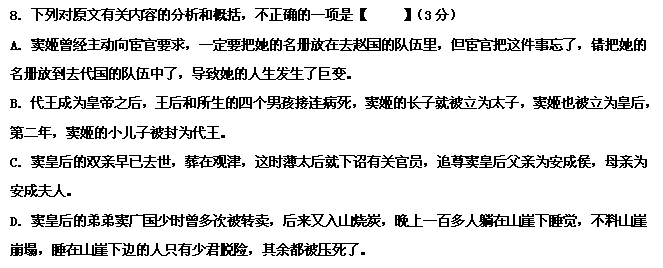 8. 下列对原文有关内容的分析和概括，不正确的一项是【　　】(3分)
A. 窦姬曾经主动向宦官要求，一定要把她的名册放在去赵国的队伍里，但宦官把这件事忘了，错把她的
名册放到去代国的队伍中了，导致她的人生发生了巨变。
B. 代王成为皇帝之后，王后和所生的四个男孩接连病死，窦姬的长子就被立为太子，窦姬也被立为皇后，
第二年，窦姬的小儿子被封为代王。
C. 窦皇后的双亲早已去世，葬在观津，这时薄太后就下诏有关官员，追尊窦皇后父亲为安成侯，母亲为
安成夫人。
D. 窦皇后的弟弟窦广国少时曾多次被转卖，后来又入山烧炭，晚上一百多人躺在山崖下睡觉，不料山崖
崩塌，睡在山崖下边的人只有少君脱险，其余都被压死了。